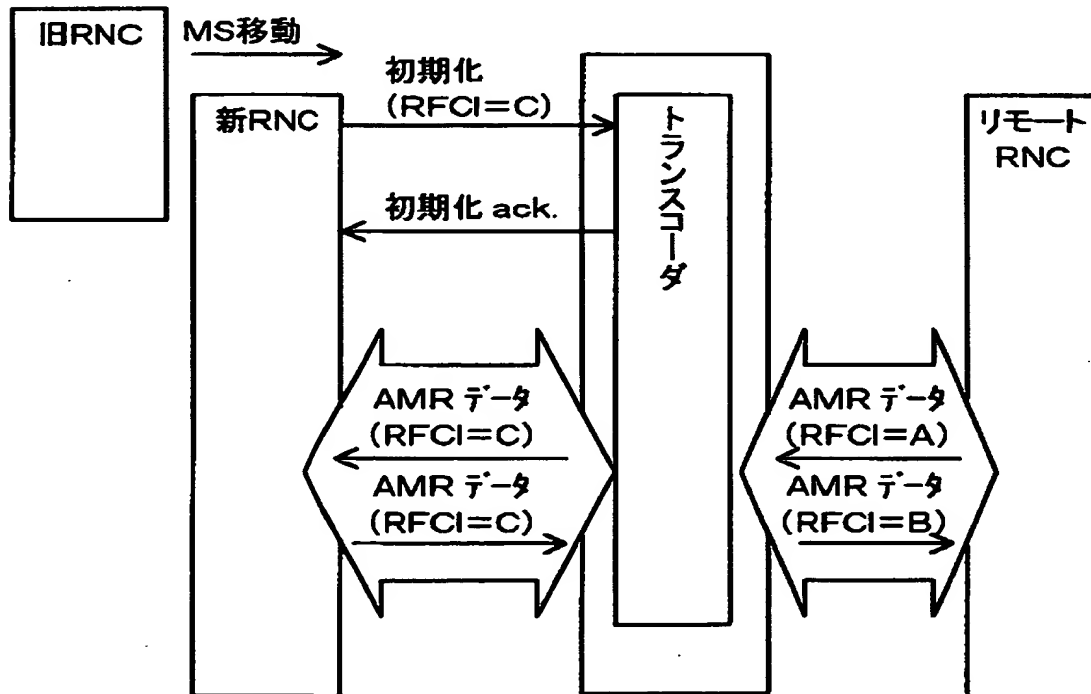 旧RNC
MS移動
初期化
(RFCI=C)
新RNC
トランスコーダ
リモート
RNC
初期化 ack.
AMR データ
(RFCI=C)
AMR データ
(RFCI=C)
AMR データ
(RFCI=A)
AMR データ
(RFCI=B)